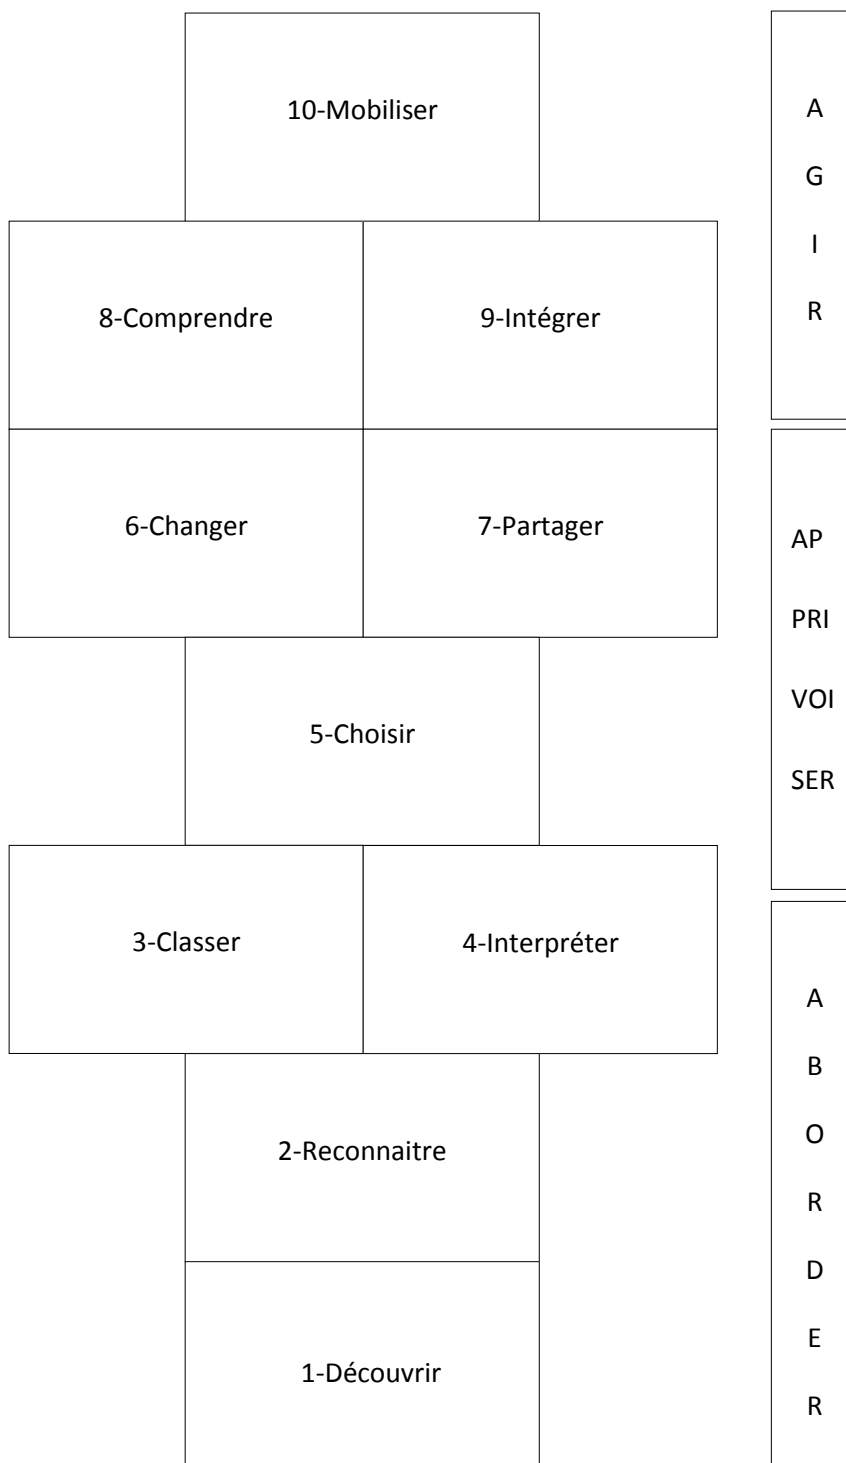 10-Mobiliser
8-Comprendre
9-Intégrer
6-Changer
7-Partager
5-Choisir
3-Classer
4-Interpréter
2-Reconnaitre
1-Découvrir
A
G
I
R
AP
PRI
VOI
SER
A
B
O
R
D
E
R